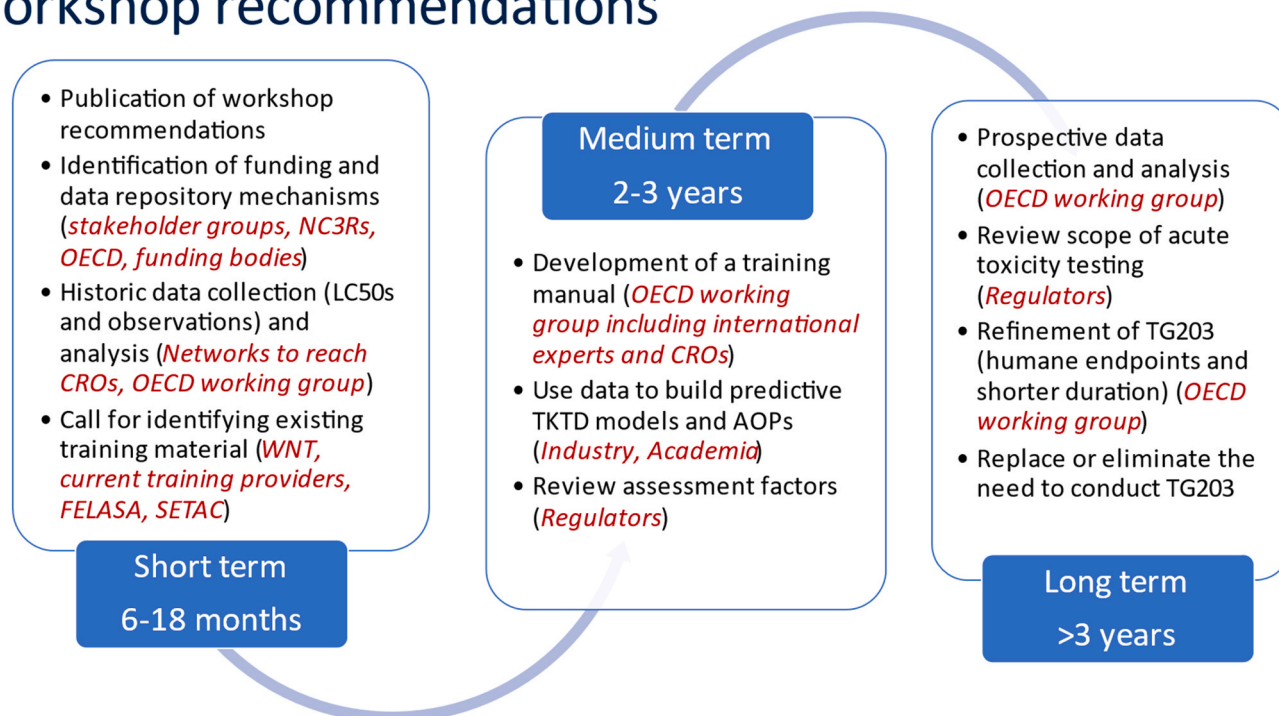 orkshop recommendations
• Publication of workshop
recommendations
• Identification of funding and
data repository mechanisms
(stakeholder groups, NC3Rs,
OECD, funding bodies)
• Historic data collection (LC50s
and observations) and
analysis (Networks to reach
CROs, OECD working group)
• Call for identifying existing
training material (WNT,
current training providers,
FELASA, SETAC)
Short term
6-18 months
Medium term
2-3 years
• Development of a training
manual (OECD working
group including international
experts and CROs)
• Use data to build predictive
TKTD models and AOPs
(Industry, Academia)
• Review assessment factors
(Regulators)
• Prospective data
collection and analysis
(OECD working group)
• Review scope of acute
toxicity testing
(Regulators)
• Refinement of TG203
(humane endpoints and
shorter duration) (OECD
working group)
• Replace or eliminate the
need to conduct TG203
Long term
>3 years